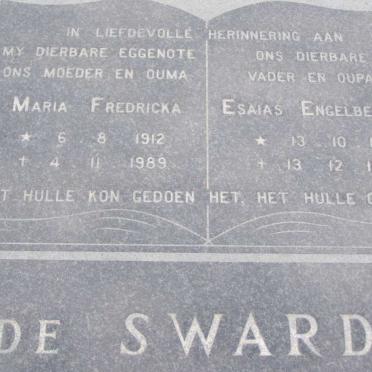 IN LIEFDEVOLLE HERINNERING AAN
MY DIERBARE EGGENOTE
ONS MOEDER EN OUMA
MARIA FREDRICKA
★ 6 . 8 . 1912
✝ 4 . 11 . 1989
ONS DIERBARE
VADER EN OUPA
ESAIAS ENGELBE
★ 13 . 10 . 1
✝ 13 . 12 . 1
T HULLE KON GEDOEN HET, HET HULLE G
DE SWARD